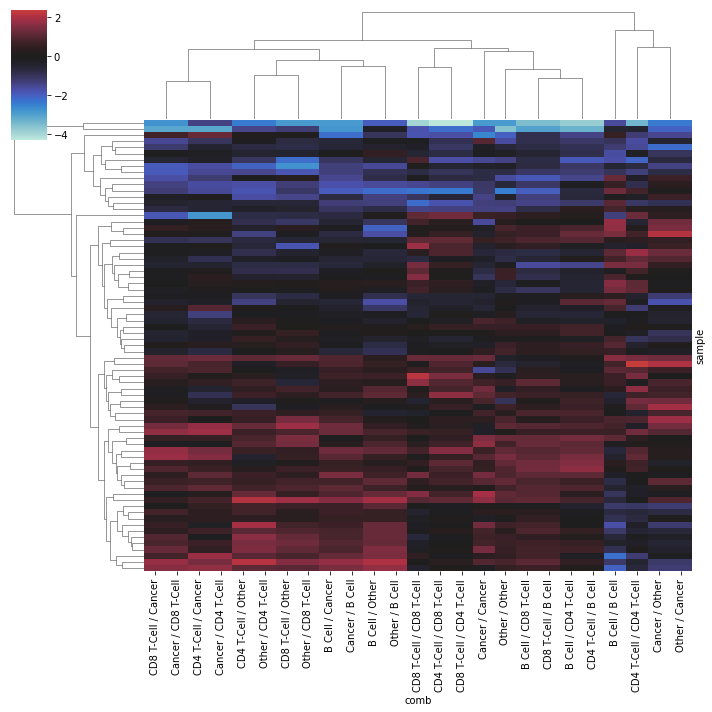 2
0
−2
−4
sample
CD8 T-Cell / Cancer
Cancer / CD8 T-Cell
CD4 T-Cell / Cancer
Cancer / CD4 T-Cell
CD4 T-Cell / Other
Other / CD4 T-Cell
CD8 T-Cell / Other
Other / CD8 T-Cell
B Cell / Cancer
Cancer / B Cell
B Cell / Other
Other / B Cell
CD8 T-Cell / CD8 T-Cell
CD4 T-Cell / CD8 T-Cell
CD8 T-Cell / CD4 T-Cell
Cancer / Cancer
Other / Other
B Cell / CD8 T-Cell
CD8 T-Cell / B Cell
B Cell / CD4 T-Cell
CD4 T-Cell / B Cell
B Cell / B Cell
CD4 T-Cell / CD4 T-Cell
Cancer / Other
Other / Cancer
comb